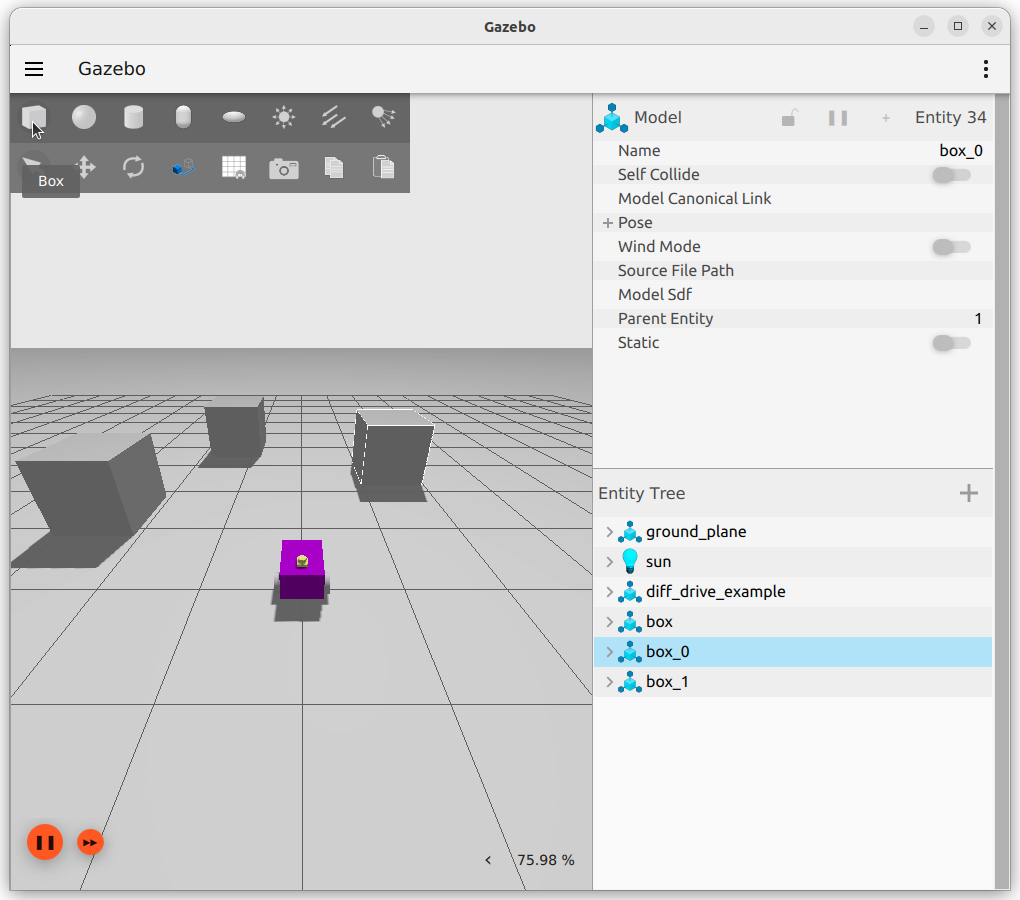 Gazebo
Gazebo
Box
Model
Entity 34
Name box_0
Self Collide
Model Canonical Link
Pose
Wind Mode
Source File Path
Model Sdf
Parent Entity 1
Static
Entity Tree
ground_plane
sun
diff_drive_example
box
box_0
box_1
75.98 %